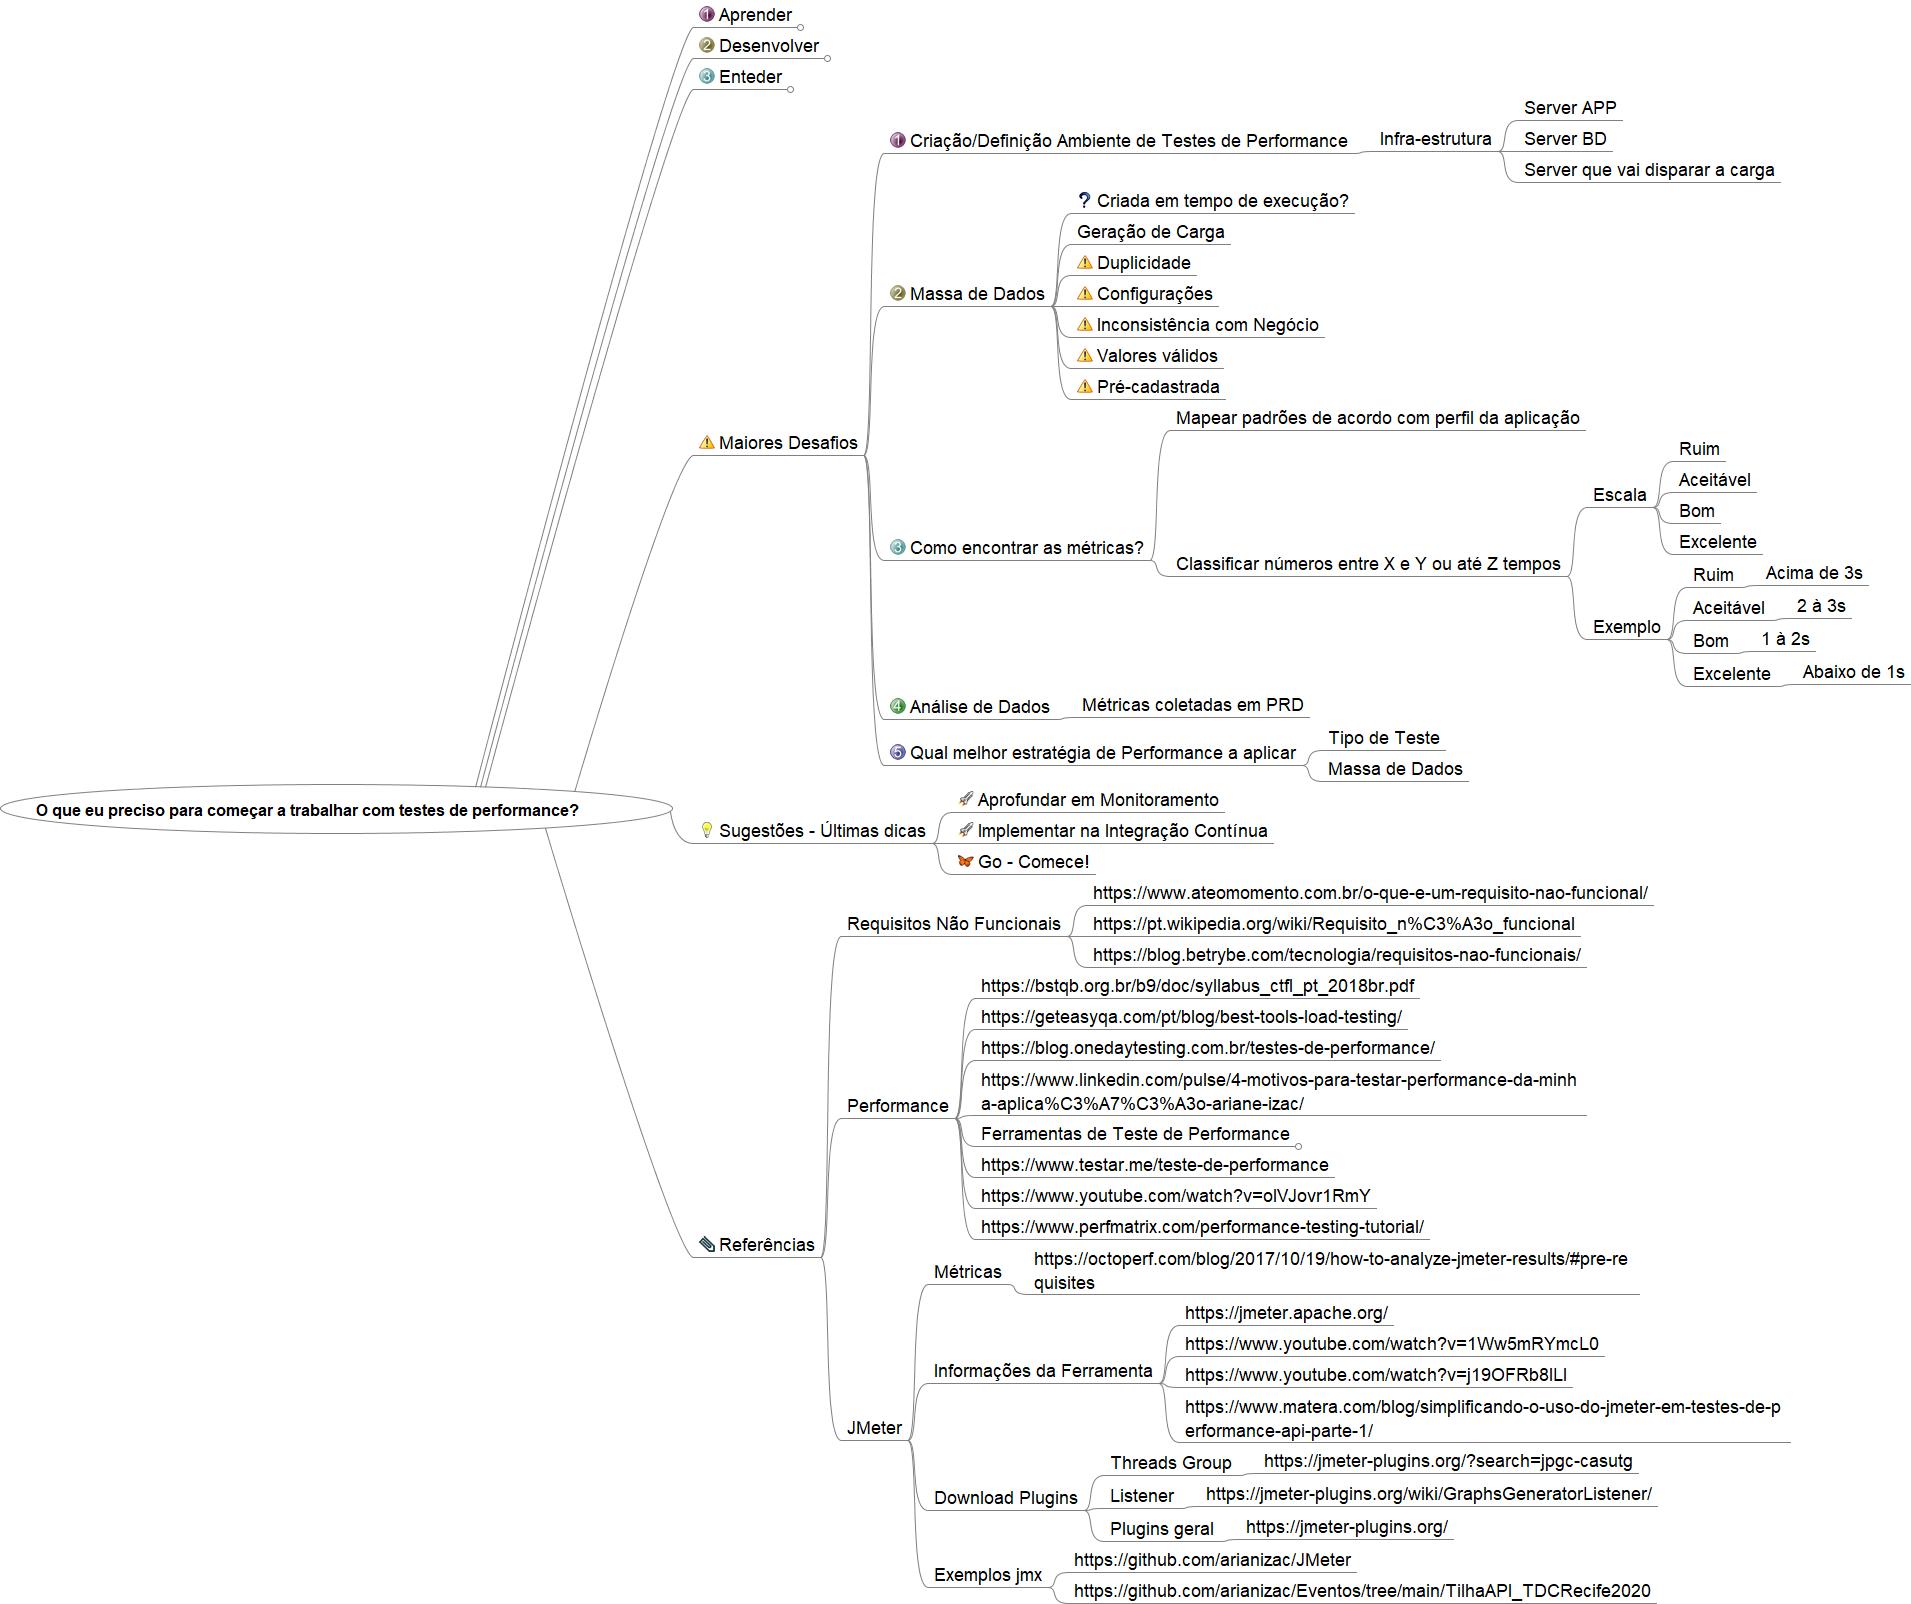 1 Aprender
2 Desenvolver
3 Enteder
Server APP
1 Criação/Definição Ambiente de Testes de Performance
Infra-estrutura
Server BD
Server que vai disparar a carga
? Criada em tempo de execução?
Geração de Carga
Duplicidade
2 Massa de Dados
Configurações
Inconsistência com Negócio
Valores válidos
Pré-cadastrada
Mapear padrões de acordo com perfil da aplicação
Maiores Desafios
Ruim
Escala
Aceitável
Bom
Excelente
3 Como encontrar as métricas?
Classificar números entre X e Y ou até Z tempos
Ruim
Acima de 3s
Aceitável
2 à 3s
Exemplo
Bom
1 à 2s
Excelente
Abaixo de 1s
4 Análise de Dados
Métricas coletadas em PRD
5 Qual melhor estratégia de Performance a aplicar
Tipo de Teste
Massa de Dados
O que eu preciso para começar a trabalhar com testes de performance?
Aprofundar em Monitoramento
Sugestões - Últimas dicas
Implementar na Integração Contínua
Go - Comece!
https://www.ateomomento.com.br/o-que-e-um-requisito-nao-funcional/
Requisitos Não Funcionais
https://pt.wikipedia.org/wiki/Requisito_n%C3%A3o_funcional
https://blog.betrybe.com/tecnologia/requisitos-nao-funcionais/
https://bstqb.org.br/b9/doc/syllabus_ctfl_pt_2018br.pdf
https://geteasyqa.com/pt/blog/best-tools-load-testing/
https://blog.onedaytesting.com.br/testes-de-performance/
https://www.linkedin.com/pulse/4-motivos-para-testar-performance-da-minh
a-aplica%C3%A7%C3%A3o-ariane-izac/
Performance
Ferramentas de Teste de Performance
https://www.testar.me/teste-de-performance
https://www.youtube.com/watch?v=olVJovr1RmY
https://www.perfmatrix.com/performance-testing-tutorial/
Referências
Métricas
https://octoperf.com/blog/2017/10/19/how-to-analyze-jmeter-results/#pre-re
quisites
https://jmeter.apache.org/
https://www.youtube.com/watch?v=1Ww5mRYmcL0
Informações da Ferramenta
https://www.youtube.com/watch?v=j19OFRb8lLI
https://www.matera.com/blog/simplificando-o-uso-do-jmeter-em-testes-de-p
erformance-api-parte-1/
JMeter
Threads Group
https://jmeter-plugins.org/?search=jpgc-casutg
Download Plugins
Listener
https://jmeter-plugins.org/wiki/GraphsGeneratorListener/
Plugins geral
https://jmeter-plugins.org/
Exemplos jmx
https://github.com/arianizac/JMeter
https://github.com/arianizac/Eventos/tree/main/TilhaAPI_TDCRecife2020